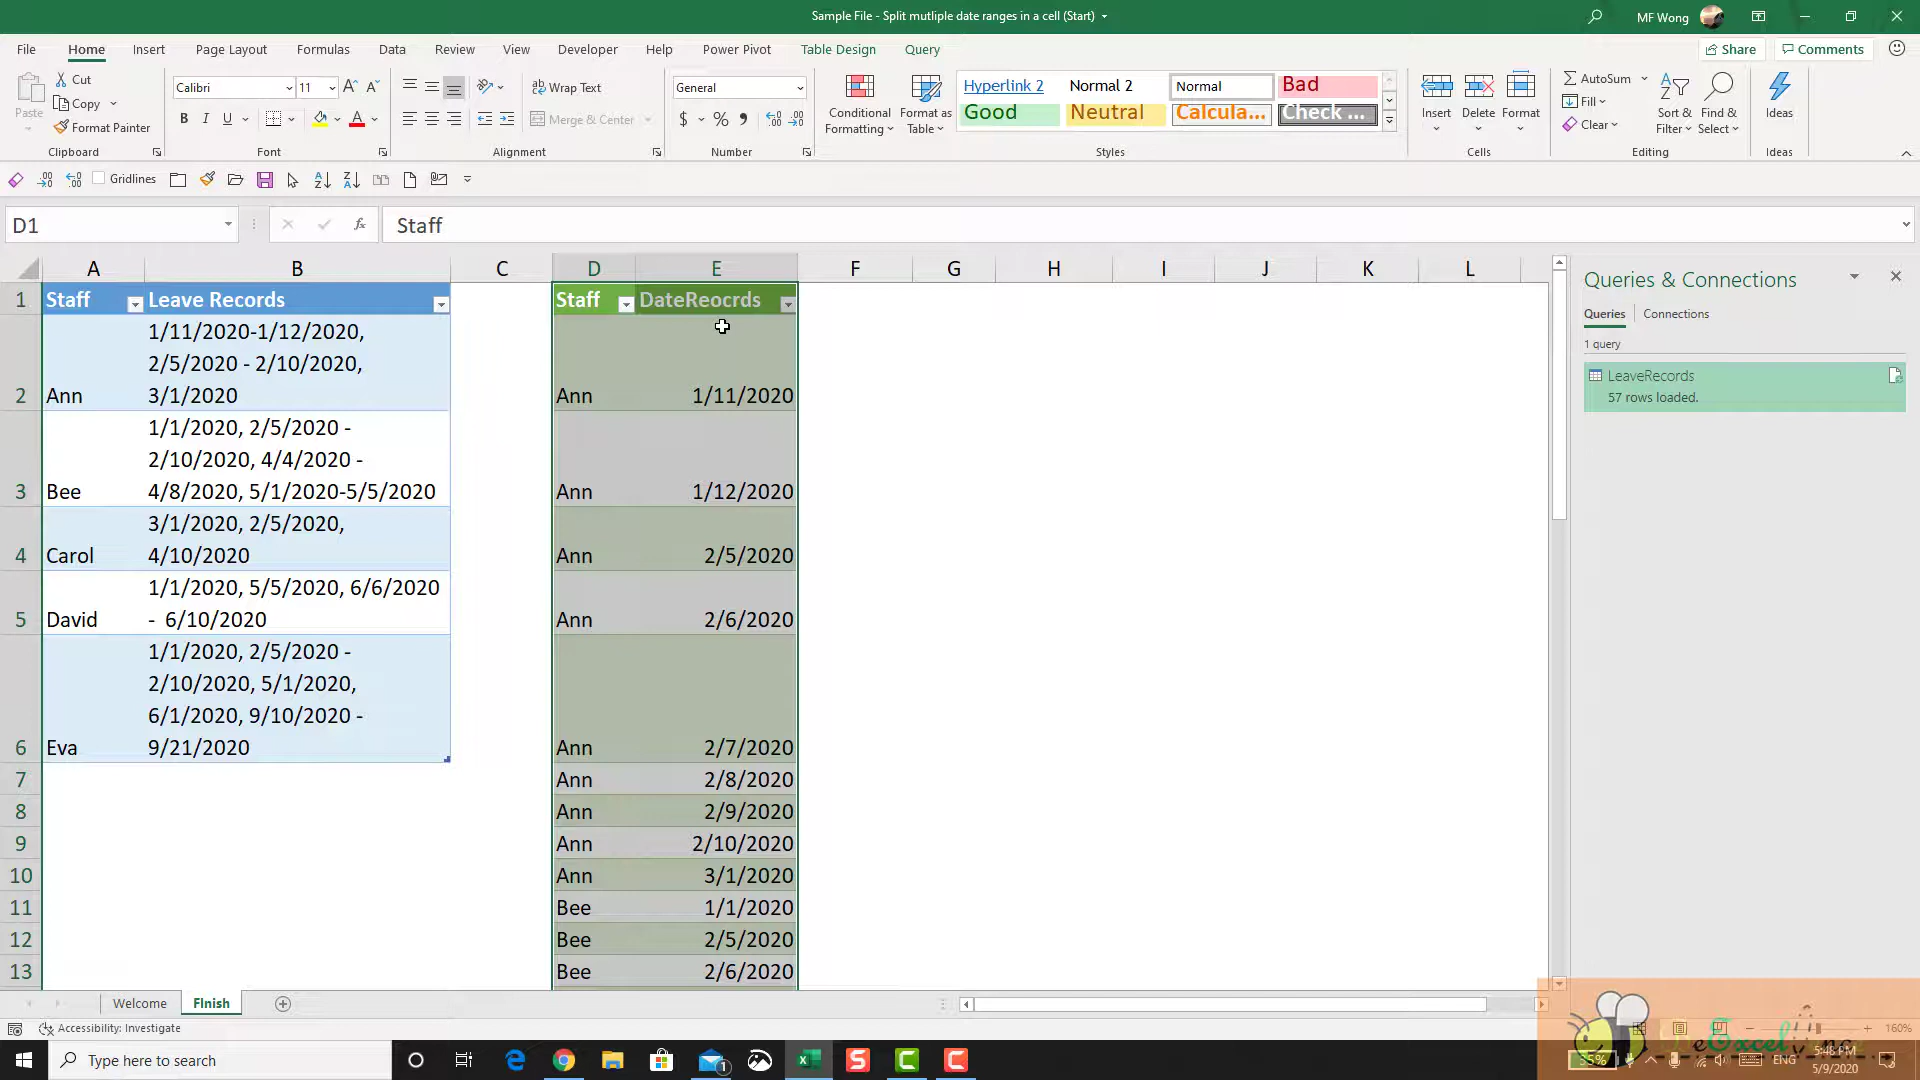 Sample File - Split mutliple date ranges in a cell (Start)
MF Wong
File Home Insert Draw Page Layout Formulas Data Review View Developer Help Power Pivot Table Design Query
Share Comments
Paste
Cut
Copy
Format Painter
Clipboard
Calibri 11 A A
B I U A
Font
Wrap Text
Merge & Center
Alignment
General
$ % ,
Number
Conditional Formatting
Format as Table
Hyperlink 2 Normal 2 Normal Bad
Good Neutral Calcula... Check ...
Styles
Insert Delete Format
Cells
AutoSum
Fill
Clear
Sort & Filter
Find & Select
Editing
Ideas
Ideas
Gridlines
D1 fx Staff
A B C D E F G H I J K L
1 Staff Leave Records Staff DateReocrds
1/11/2020-1/12/2020,
2/5/2020 - 2/10/2020,
2 Ann 3/1/2020 Ann 1/11/2020
1/1/2020, 2/5/2020 -
2/10/2020, 4/4/2020 -
3 Bee 4/8/2020, 5/1/2020-5/5/2020 Ann 1/12/2020
3/1/2020, 2/5/2020,
4 Carol 4/10/2020 Ann 2/5/2020
1/1/2020, 5/5/2020, 6/6/2020
5 David - 6/10/2020 Ann 2/6/2020
1/1/2020, 2/5/2020 -
2/10/2020, 5/1/2020,
6/1/2020, 9/10/2020 -
6 Eva 9/21/2020 Ann 2/7/2020
7 Ann 2/8/2020
8 Ann 2/9/2020
9 Ann 2/10/2020
10 Ann 3/1/2020
11 Bee 1/1/2020
12 Bee 2/5/2020
13 Bee 2/6/2020
Queries & Connections
Queries Connections
1 query
LeaveRecords
57 rows loaded.
Welcome FInish
Accessibility: Investigate
160%
Type here to search
1
35%
ENG
5:48 PM
5/9/2020